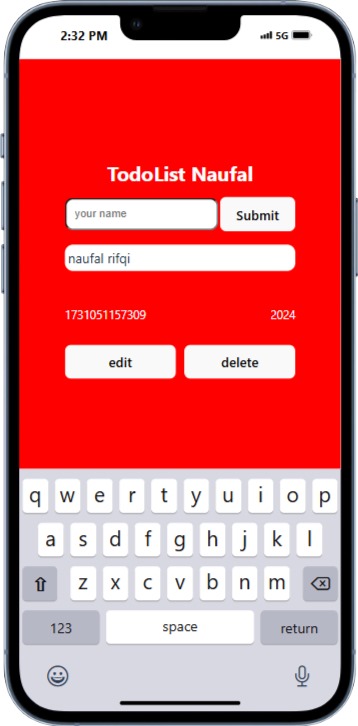 2:32 PM 5G
TodoList Naufal
your name Submit
naufal rifqi
1731051157309 2024
edit delete
q w e r t y u i o p
a s d f g h j k l
z x c v b n m
123 space return